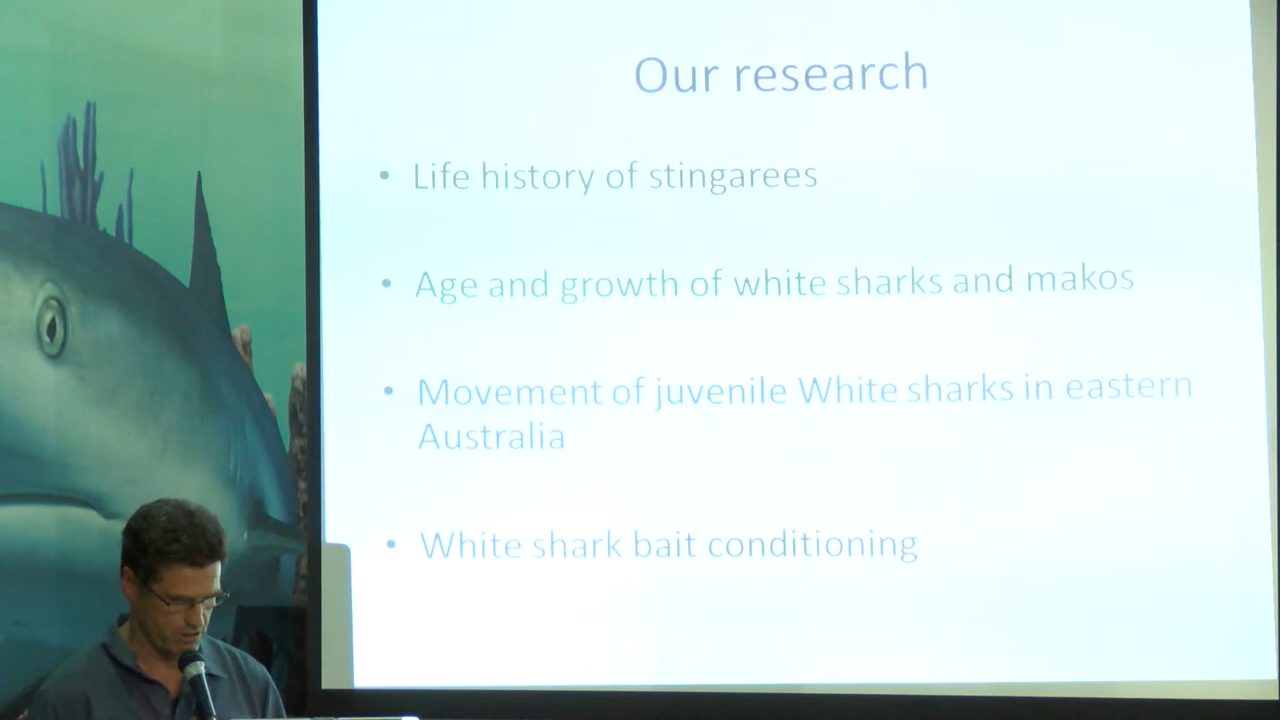 Our research
• Life history of stingarees
• Age and growth of white sharks and makos
• Movement of juvenile White sharks in eastern
Australia
• White shark bait conditioning